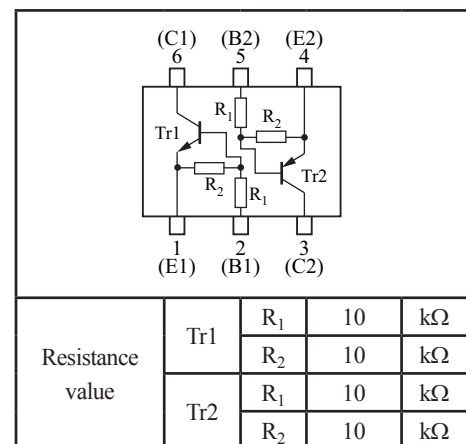 (C1) (B2) (E2)
6 5 4
R1
R2
Tr1
R2
R1
Tr2
1 2 3
(E1) (B1) (C2)
Resistance value
Tr1
R1 10 kΩ
R2 10 kΩ
Tr2
R1 10 kΩ
R2 10 kΩ